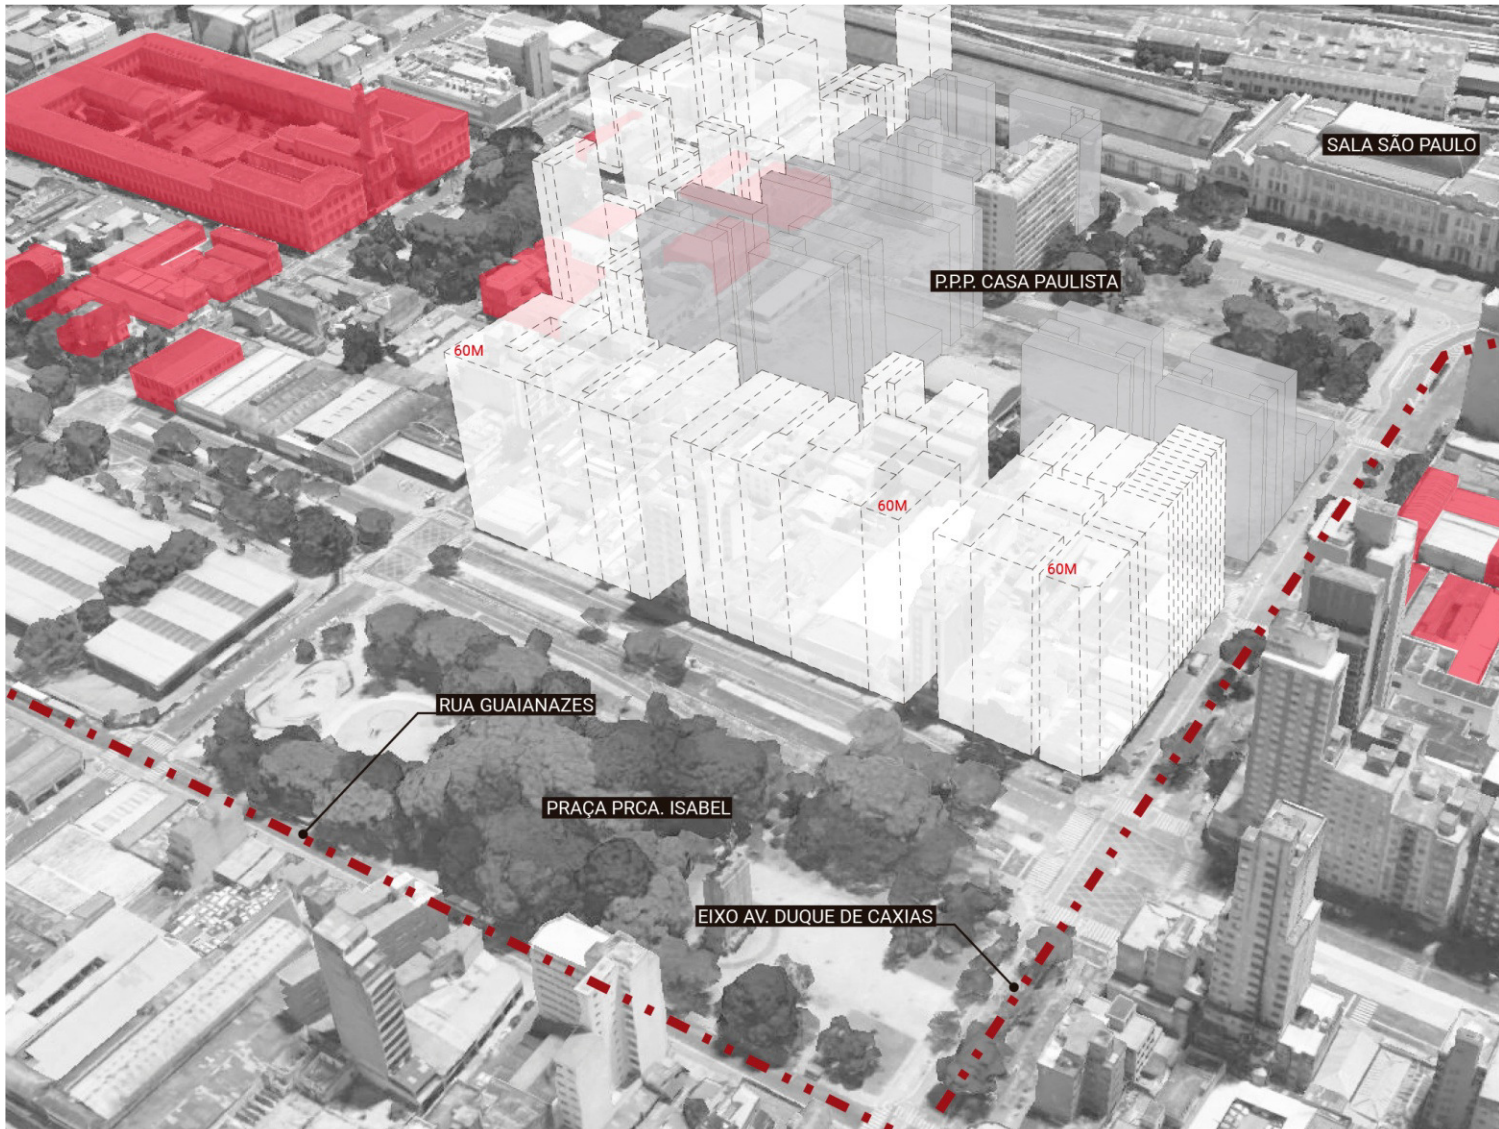 SALA SÃO PAULO
P.P.P. CASA PAULISTA
60M
60M
60M
RUA GUAIANAZES
PRAÇA PRCA. ISABEL
EIXO AV. DUQUE DE CAXIAS